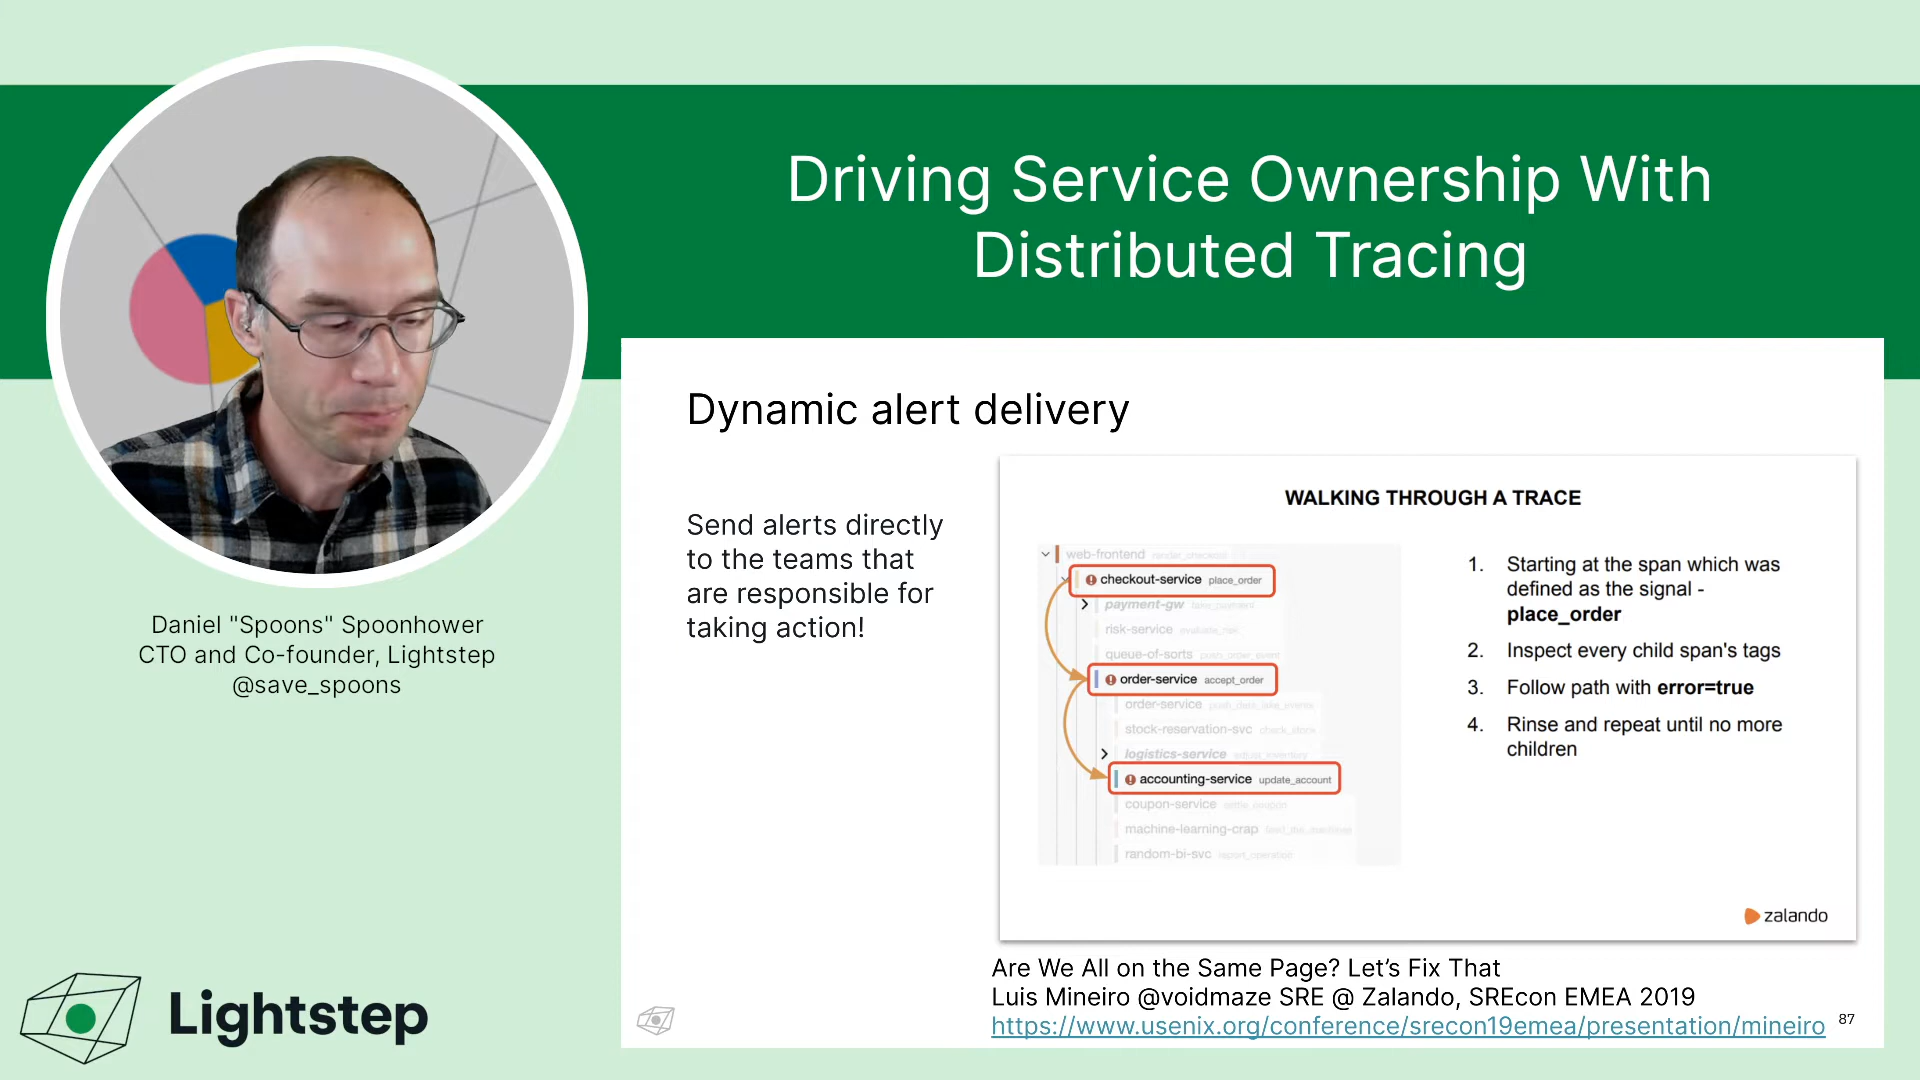 Driving Service Ownership With
Distributed Tracing
Daniel "Spoons" Spoonhower
CTO and Co-founder, Lightstep
@save_spoons
Lightstep
Dynamic alert delivery
Send alerts directly
to the teams that
are responsible for
taking action!
WALKING THROUGH A TRACE
web-frontend
checkout-service place_order
payment-gw
risk-service
queue-of-sorts push_order_event
order-service accept_order
order-service
stock-reservation-svc check_stock
logistics-service adjust_inventory
accounting-service update_account
coupon-service settle_coupon
machine-learning-crap feed_the_machines
random-bi-svc report_operation
1. Starting at the span which was
defined as the signal -
place_order
2. Inspect every child span's tags
3. Follow path with error=true
4. Rinse and repeat until no more
children
zalando
Are We All on the Same Page? Let’s Fix That
Luis Mineiro @voidmaze SRE @ Zalando, SREcon EMEA 2019
https://www.usenix.org/conference/srecon19emea/presentation/mineiro
87